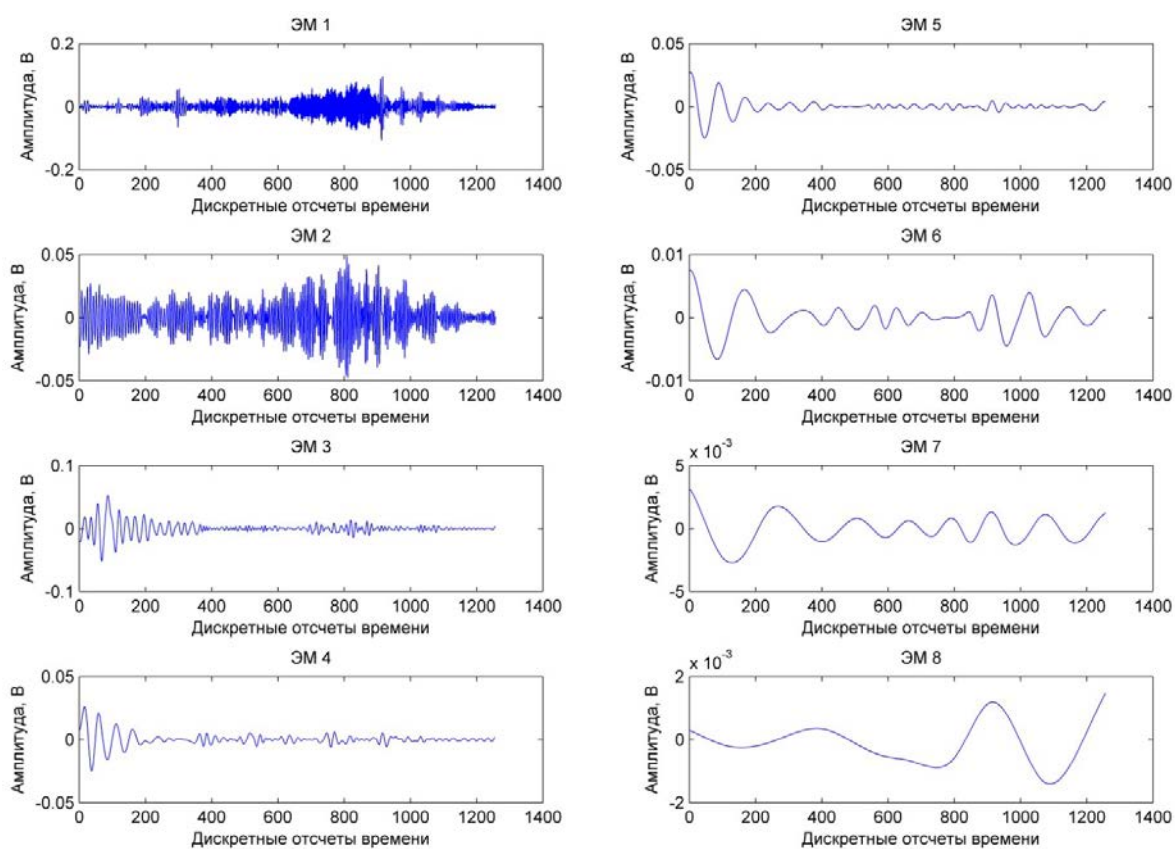 ЭМ 1
0.2
0
-0.2
Амплитуда, В
0 200 400 600 800 1000 1200 1400
Дискретные отсчеты времени
ЭМ 2
0.05
0
-0.05
Амплитуда, В
0 200 400 600 800 1000 1200 1400
Дискретные отсчеты времени
ЭМ 3
0.1
0
-0.1
Амплитуда, В
0 200 400 600 800 1000 1200 1400
Дискретные отсчеты времени
ЭМ 4
0.05
0
-0.05
Амплитуда, В
0 200 400 600 800 1000 1200 1400
Дискретные отсчеты времени
ЭМ 5
0.05
0
-0.05
Амплитуда, В
0 200 400 600 800 1000 1200 1400
Дискретные отсчеты времени
ЭМ 6
0.01
0
-0.01
Амплитуда, В
0 200 400 600 800 1000 1200 1400
Дискретные отсчеты времени
ЭМ 7
x 10⁻³
5
0
-5
Амплитуда, В
0 200 400 600 800 1000 1200 1400
Дискретные отсчеты времени
ЭМ 8
x 10⁻³
2
0
-2
Амплитуда, В
0 200 400 600 800 1000 1200 1400
Дискретные отсчеты времени